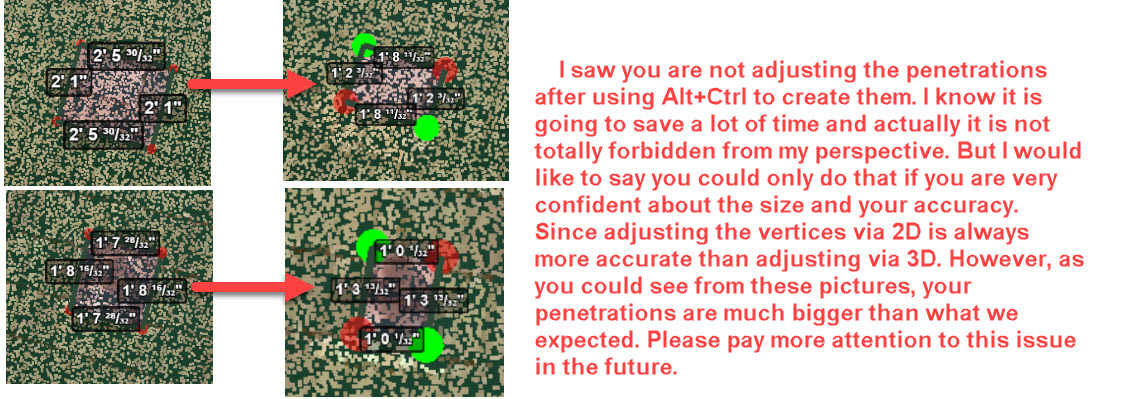 2' 5 30/32"
2' 1"
2' 1"
2' 5 30/32"
1' 8 11/32"
1' 2 3/32"
1' 2 3/32"
1' 8 11/32"
1' 7 28/32"
1' 8 16/32"
1' 8 16/32"
1' 7 28/32"
1' 0 1/32"
1' 3 13/32"
1' 3 13/32"
1' 0 1/32"
I saw you are not adjusting the penetrations
after using Alt+Ctrl to create them. I know it is
going to save a lot of time and actually it is not
totally forbidden from my perspective. But I would
like to say you could only do that if you are very
confident about the size and your accuracy.
Since adjusting the vertices via 2D is always
more accurate than adjusting via 3D. However, as
you could see from these pictures, your
penetrations are much bigger than what we
expected. Please pay more attention to this issue
in the future.